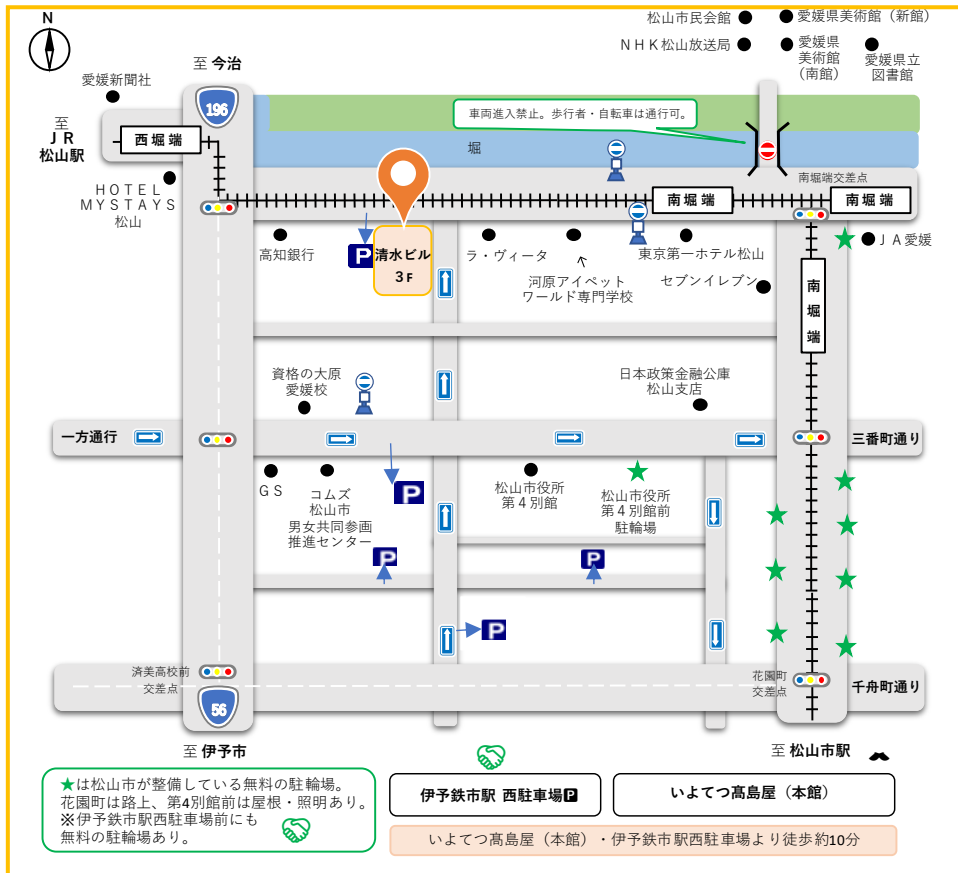 N
松山市民会館
愛媛県美術館（新館）
ＮＨＫ松山放送局
愛媛県
美術館
(南館)
愛媛県立
図書館
至 今治
愛媛新聞社
196
車両進入禁止。歩行者・自転車は通行可。
至
ＪＲ
松山駅
西堀端
堀
南堀端交差点
HOTEL
MYSTAYS
松山
南堀端
南堀端
高知銀行
P
清水ビル
3F
ラ・ヴィータ
河原アイペット
ワールド専門学校
東京第一ホテル松山
セブンイレブン
ＪＡ愛媛
南堀端
資格の大原
愛媛校
日本政策金融公庫
松山支店
一方通行
三番町通り
ＧＳ
コムズ
松山市
男女共同参画
推進センター
P
松山市役所
第４別館
松山市役所
第４別館前
駐輪場
P
P
P
済美高校前
交差点
花園町
交差点
千舟町通り
56
至 伊予市
至 松山市駅
★は松山市が整備している無料の駐輪場。
花園町は路上、第4別館前は屋根・照明あり。
※伊予鉄市駅西駐車場前にも
無料の駐輪場あり。
伊予鉄市駅 西駐車場P
いよてつ髙島屋（本館）
いよてつ髙島屋（本館）・伊予鉄市駅西駐車場より徒歩約10分